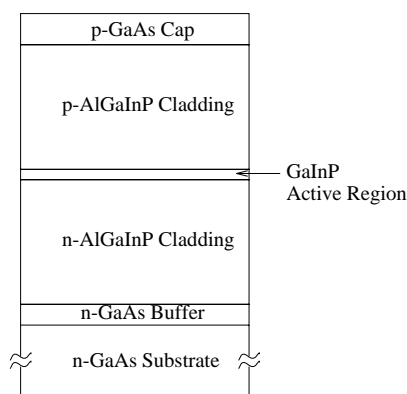 p-GaAs Cap
p-AlGaInP Cladding
GaInP
Active Region
n-AlGaInP Cladding
n-GaAs Buffer
n-GaAs Substrate